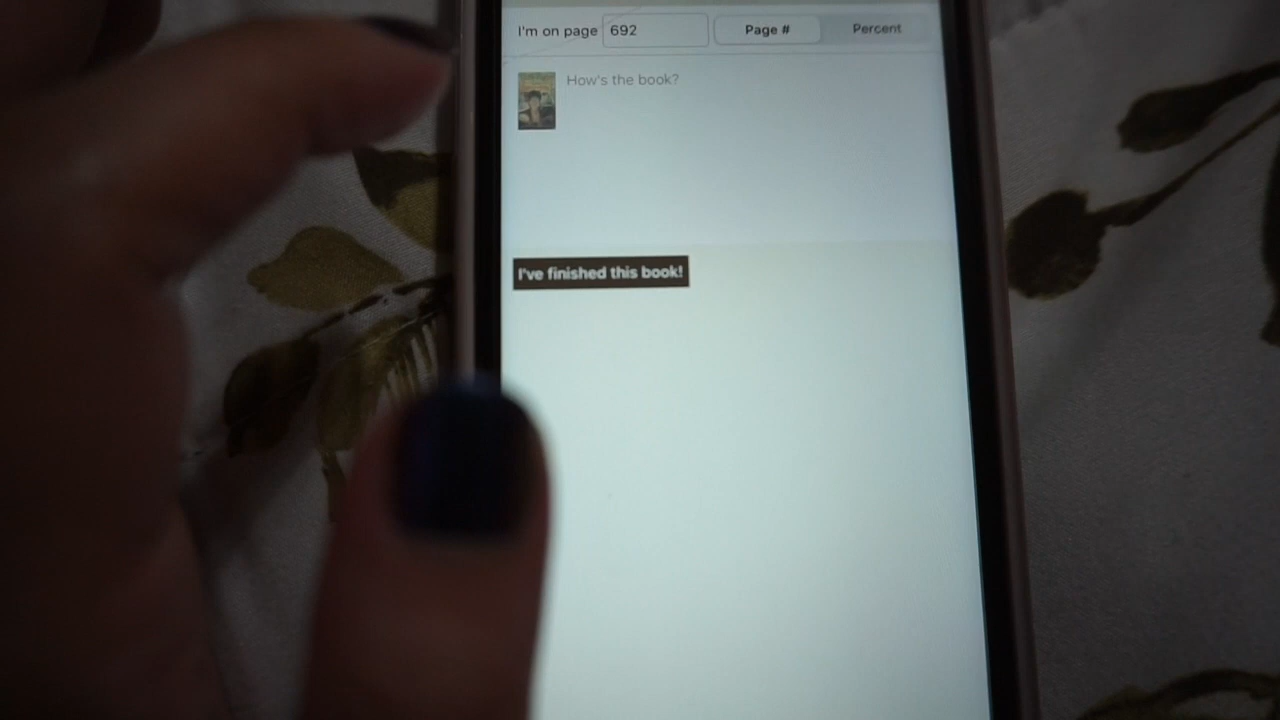 I'm on page 692 Page # Percent
How's the book?
I've finished this book!